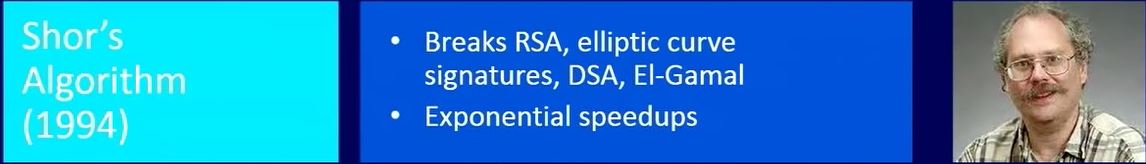 Shor's
Algorithm
(1994)
• Breaks RSA, elliptic curve
signatures, DSA, El-Gamal
• Exponential speedups